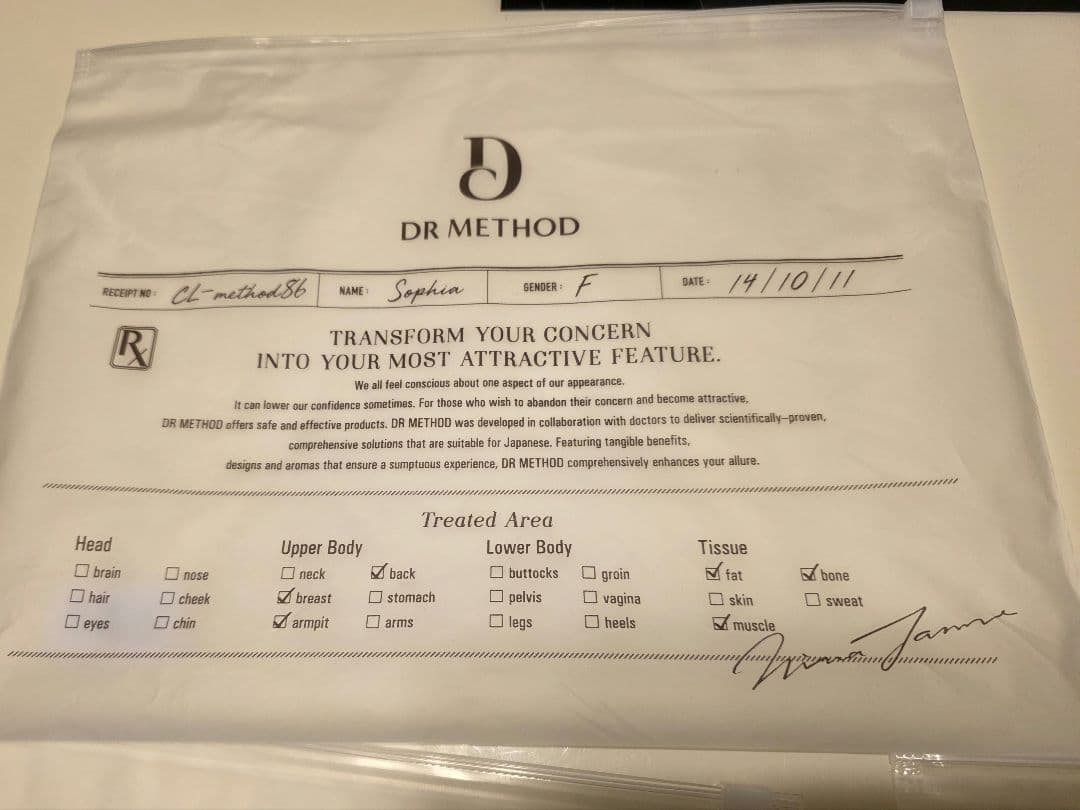 DR METHOD
RECEIPT NO : CL-method86 NAME : Sophia GENDER : F DATE : 14/10/11
Rx
TRANSFORM YOUR CONCERN
INTO YOUR MOST ATTRACTIVE FEATURE.
We all feel conscious about one aspect of our appearance.
It can lower our confidence sometimes. For those who wish to abandon their concern and become attractive,
DR METHOD offers safe and effective products. DR METHOD was developed in collaboration with doctors to deliver scientifically-proven,
comprehensive solutions that are suitable for Japanese. Featuring tangible benefits,
designs and aromas that ensure a sumptuous experience, DR METHOD comprehensively enhances your allure.
Treated Area
Head Upper Body Lower Body Tissue
brain nose neck back buttocks groin fat bone
hair cheek breast stomach pelvis vagina skin sweat
eyes chin armpit arms legs heels muscle